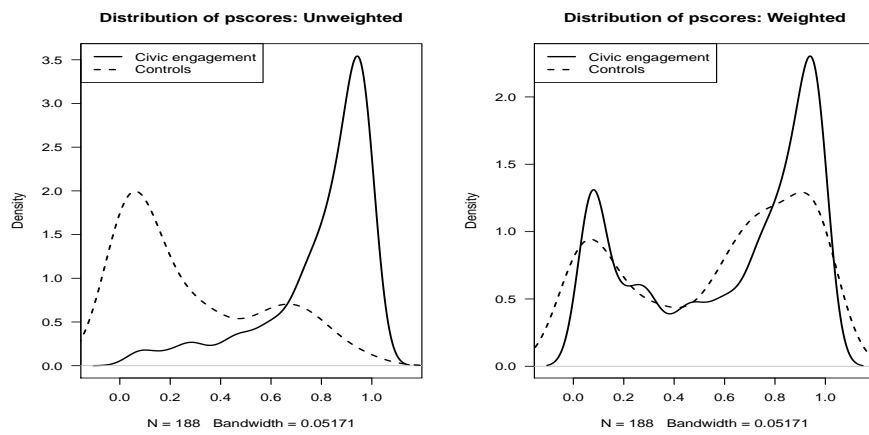 Distribution of pscores: Unweighted
Civic engagement
Controls
Density
3.5
3.0
2.5
2.0
1.5
1.0
0.5
0.0
0.0 0.2 0.4 0.6 0.8 1.0
N = 188 Bandwidth = 0.05171
Distribution of pscores: Weighted
Civic engagement
Controls
Density
2.0
1.5
1.0
0.5
0.0
0.0 0.2 0.4 0.6 0.8 1.0
N = 188 Bandwidth = 0.05171